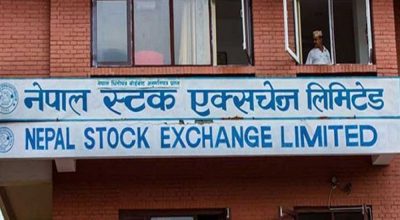 नेपाल स्टक एक्सचेन्ज लिमिटेड
NEPAL STOCK EXCHANGE LIMITED